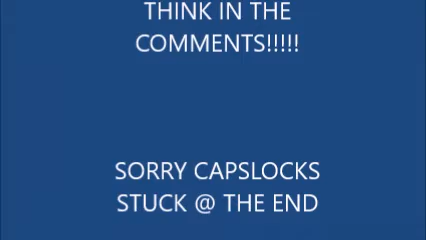 THINK IN THE
COMMENTS!!!!!
SORRY CAPSLOCKS
STUCK @ THE END